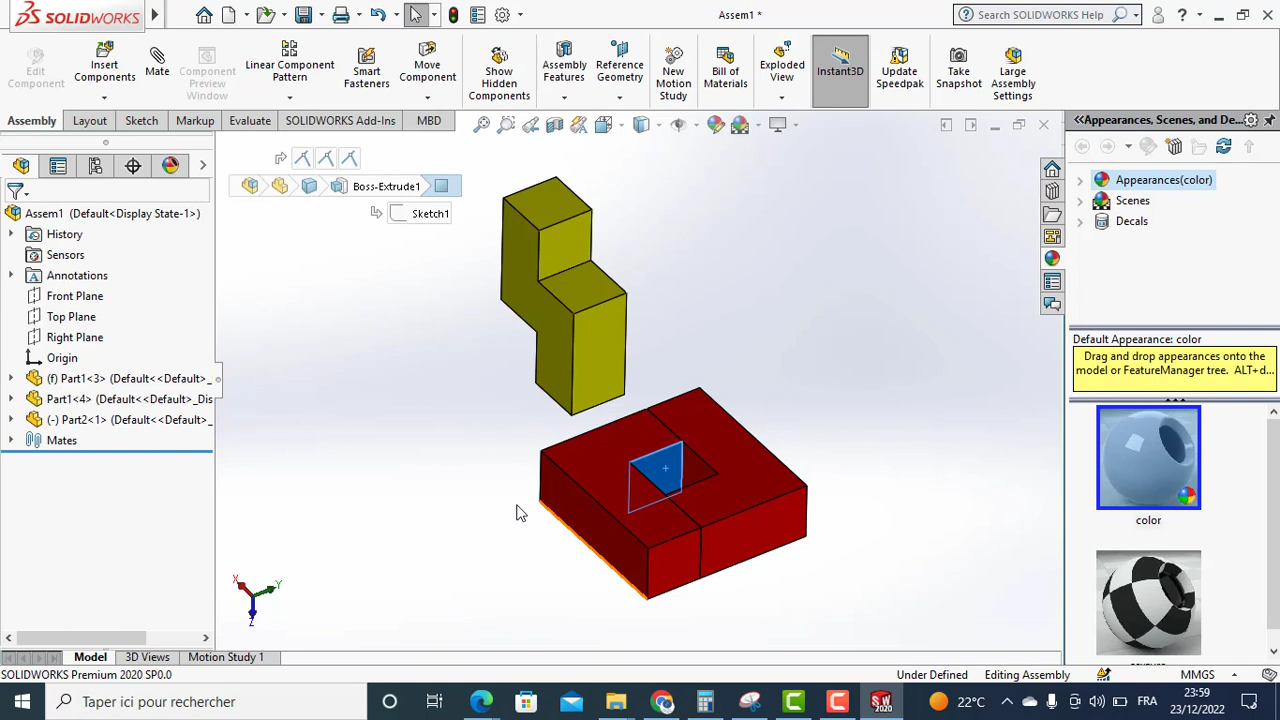 SOLIDWORKS
Assem1 *
Search SOLIDWORKS Help
Edit Component
Insert Components
Mate
Component Preview Window
Linear Component Pattern
Smart Fasteners
Move Component
Show Hidden Components
Assembly Features
Reference Geometry
New Motion Study
Bill of Materials
Exploded View
Instant3D
Update Speedpak
Take Snapshot
Large Assembly Settings
Assembly
Layout
Sketch
Markup
Evaluate
SOLIDWORKS Add-Ins
MBD
Appearances, Scenes, and De...
Boss-Extrude1
Sketch1
Assem1 (Default<Display State-1>)
History
Sensors
Annotations
Front Plane
Top Plane
Right Plane
Origin
(f) Part1<3> (Default<<Default>_
Part1<4> (Default<<Default>_Dis
(-) Part2<1> (Default<<Default>_
Mates
Appearances(color)
Scenes
Decals
Default Appearance: color
Drag and drop appearances onto the
model or FeatureManager tree. ALT+d...
color
X
Y
Z
Model
3D Views
Motion Study 1
SOLIDWORKS Premium 2020 SP0.0
Under Defined
Editing Assembly
MMGS
Taper ici pour rechercher
SW
2020
22°C
FRA
23:59
23/12/2022